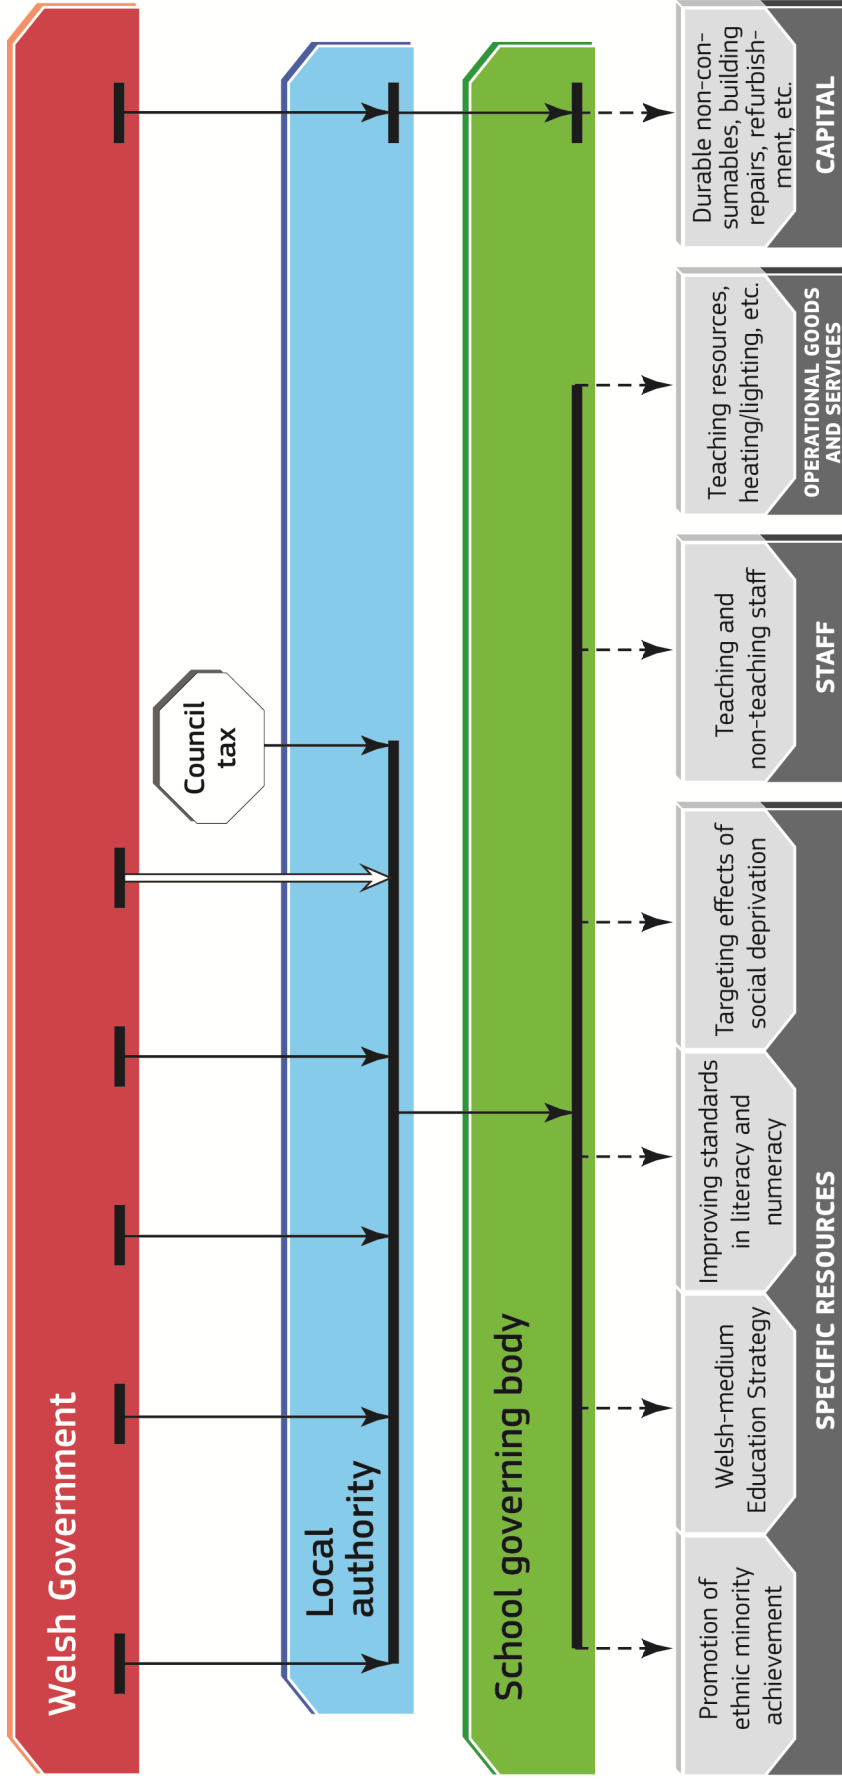 Welsh Government
Council
tax
Local
authority
School governing body
Promotion of
ethnic minority
achievement
Welsh-medium
Education Strategy
Improving standards
in literacy and
numeracy
Targeting effects of
social deprivation
Teaching and
non-teaching staff
Teaching resources,
heating/lighting, etc.
Durable non-con-
sumables, building
repairs, refurbish-
ment, etc.
SPECIFIC RESOURCES
STAFF
OPERATIONAL GOODS
AND SERVICES
CAPITAL